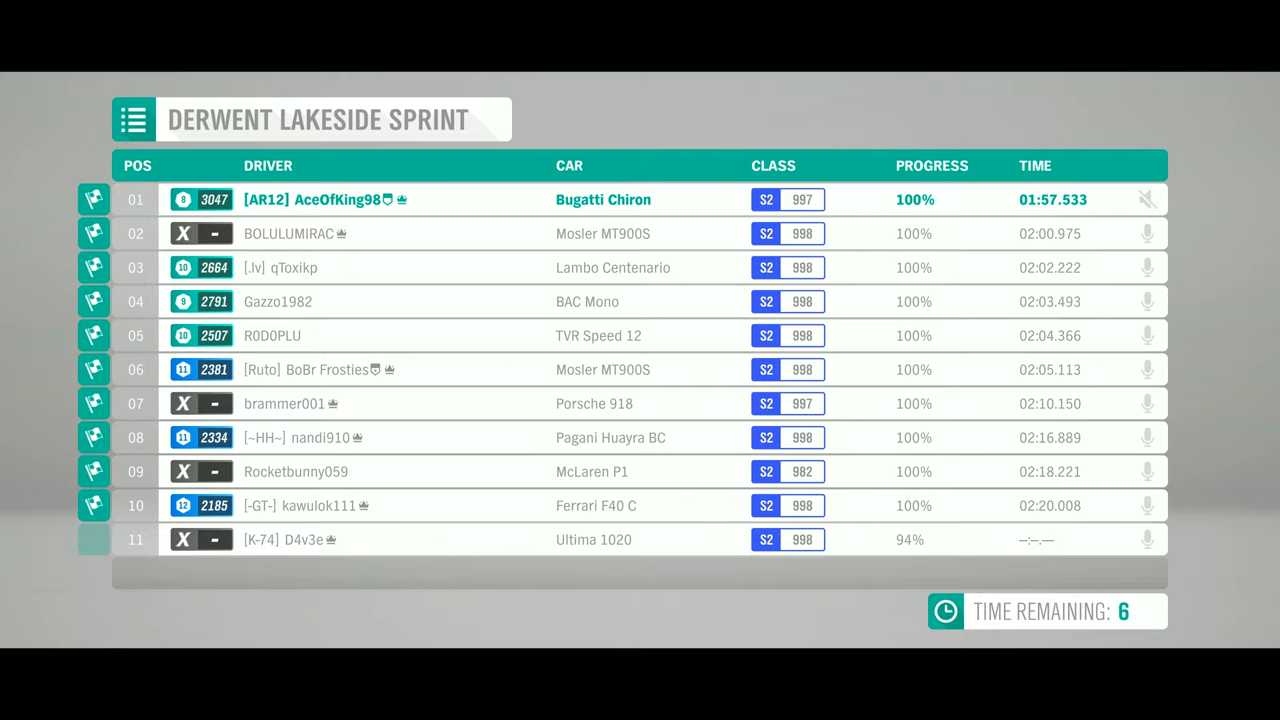 DERWENT LAKESIDE SPRINT
POS DRIVER CAR CLASS PROGRESS TIME
01 8 3047 [AR12] AceOfKing98 Bugatti Chiron S2 997 100% 01:57.533
02 X - BOLULUMIRAC Mosler MT900S S2 998 100% 02:00.975
03 10 2664 [.lv] qToxikp Lambo Centenario S2 998 100% 02:02.222
04 9 2791 Gazzo1982 BAC Mono S2 998 100% 02:03.493
05 10 2507 R0D0PLU TVR Speed 12 S2 998 100% 02:04.366
06 11 2381 [Ruto] BoBr Frosties Mosler MT900S S2 998 100% 02:05.113
07 X - brammer001 Porsche 918 S2 997 100% 02:10.150
08 11 2334 [~HH~] nandi910 Pagani Huayra BC S2 998 100% 02:16.889
09 X - Rocketbunny059 McLaren P1 S2 982 100% 02:18.221
10 12 2185 [-GT-] kawulok111 Ferrari F40 C S2 998 100% 02:20.008
11 X - [K-74] D4v3e Ultima 1020 S2 998 94% --:--.---
TIME REMAINING: 6